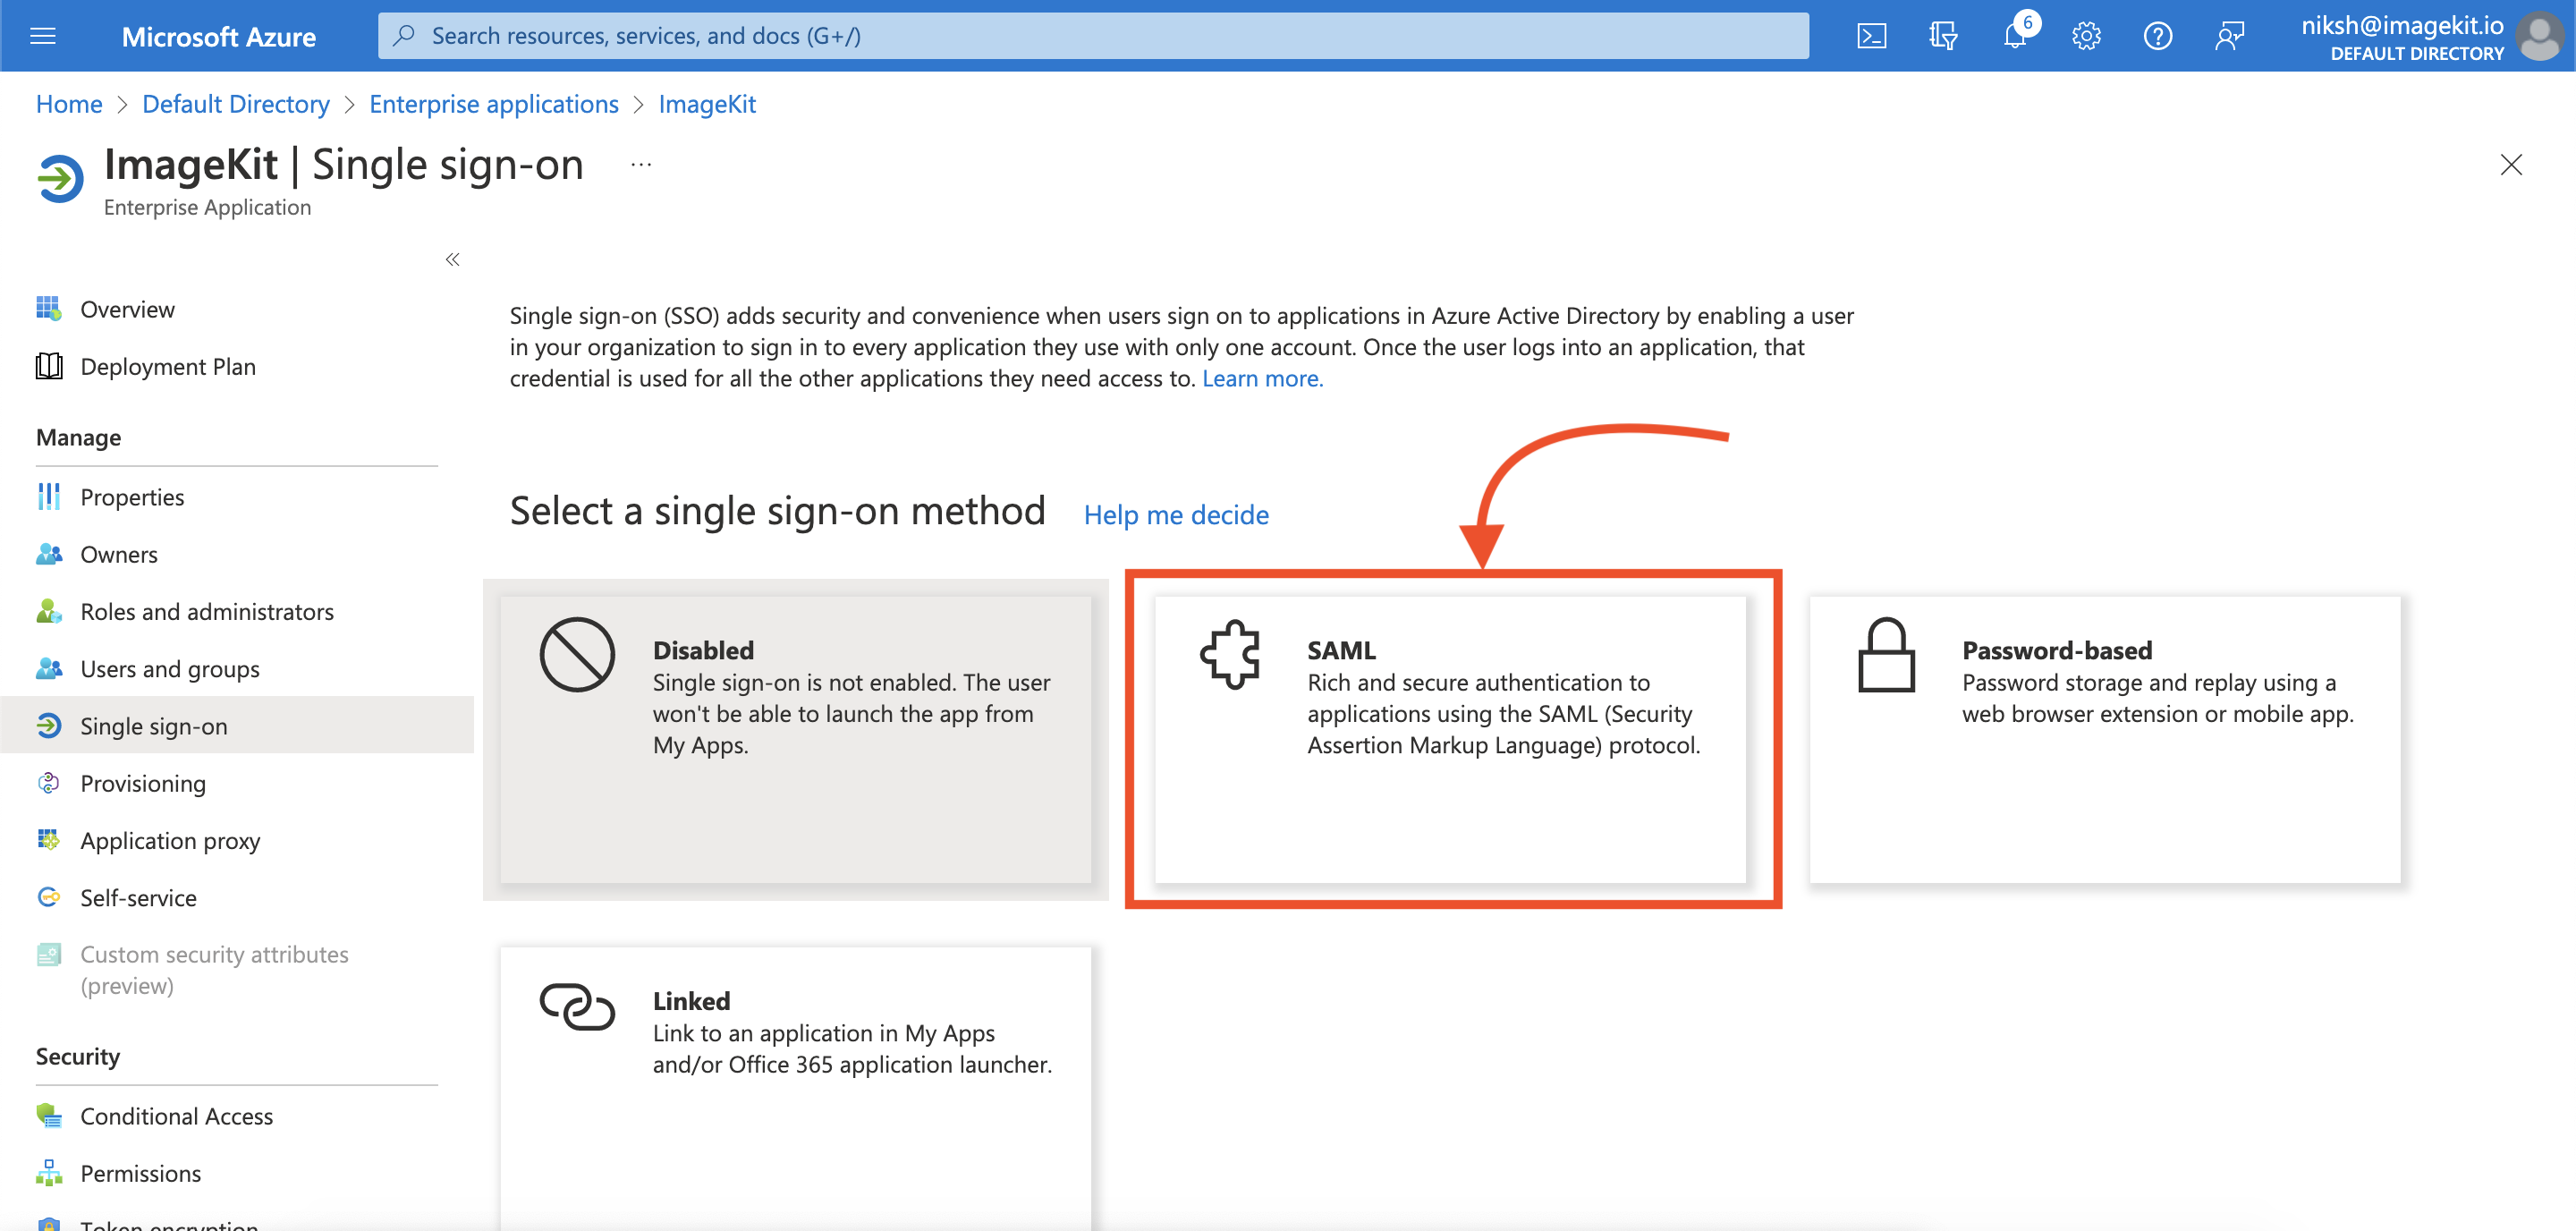 Microsoft Azure
Search resources, services, and docs (G+/)
6
niksh@imagekit.io
DEFAULT DIRECTORY
Home > Default Directory > Enterprise applications > ImageKit
ImageKit | Single sign-on ...
Enterprise Application
Overview
Deployment Plan
Manage
Properties
Owners
Roles and administrators
Users and groups
Single sign-on
Provisioning
Application proxy
Self-service
Custom security attributes
(preview)
Security
Conditional Access
Permissions
Token encryption
Single sign-on (SSO) adds security and convenience when users sign on to applications in Azure Active Directory by enabling a user
in your organization to sign in to every application they use with only one account. Once the user logs into an application, that
credential is used for all the other applications they need access to. Learn more.
Select a single sign-on method Help me decide
Disabled
Single sign-on is not enabled. The user
won't be able to launch the app from
My Apps.
SAML
Rich and secure authentication to
applications using the SAML (Security
Assertion Markup Language) protocol.
Password-based
Password storage and replay using a
web browser extension or mobile app.
Linked
Link to an application in My Apps
and/or Office 365 application launcher.